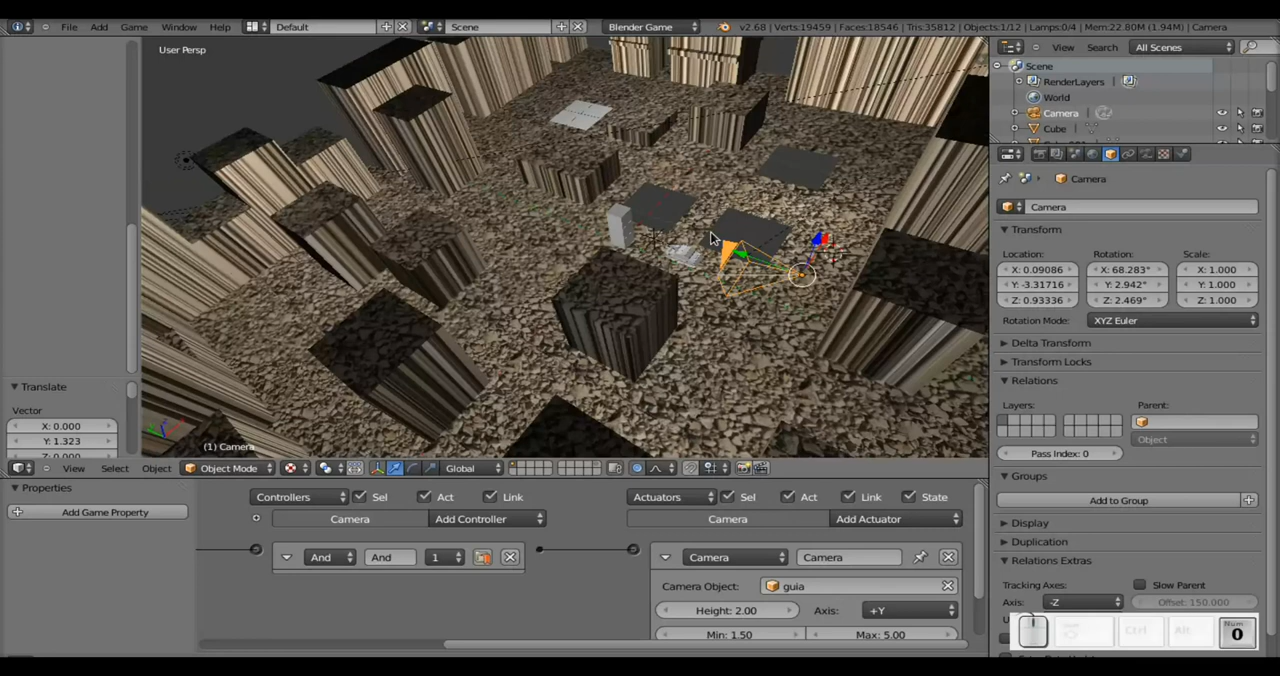 File Add Game Window Help Default Scene Blender Game v2.68 | Verts:19459 | Faces:18546 | Tris:35812 | Objects:1/12 | Lamps:0/4 | Mem:22.80M (1.94M) | Camera
User Persp
View Search All Scenes
Scene
RenderLayers
World
Camera
Cube
Camera
Camera
Transform
Location: Rotation: Scale:
X: 0.09086 X: 68.283° X: 1.000
Y: -3.31716 Y: 2.942° Y: 1.000
Z: 0.93336 Z: 2.469° Z: 1.000
Rotation Mode: XYZ Euler
Delta Transform
Transform Locks
Relations
Layers: Parent:
Object
Pass Index: 0
Groups
Add to Group
Display
Duplication
Relations Extras
Tracking Axes: Slow Parent
Axis: -Z Offset: 150.000
Translate
Vector
X: 0.000
Y: 1.323
Z: 0.000
(1) Camera
View Select Object Object Mode Global
Properties
Add Game Property
Controllers Sel Act Link
Camera Add Controller
And And 1
Actuators Sel Act Link State
Camera Add Actuator
Camera Camera
Camera Object: guia
Height: 2.00 Axis: +Y
Min: 1.50 Max: 5.00
Ctrl Alt Num
0